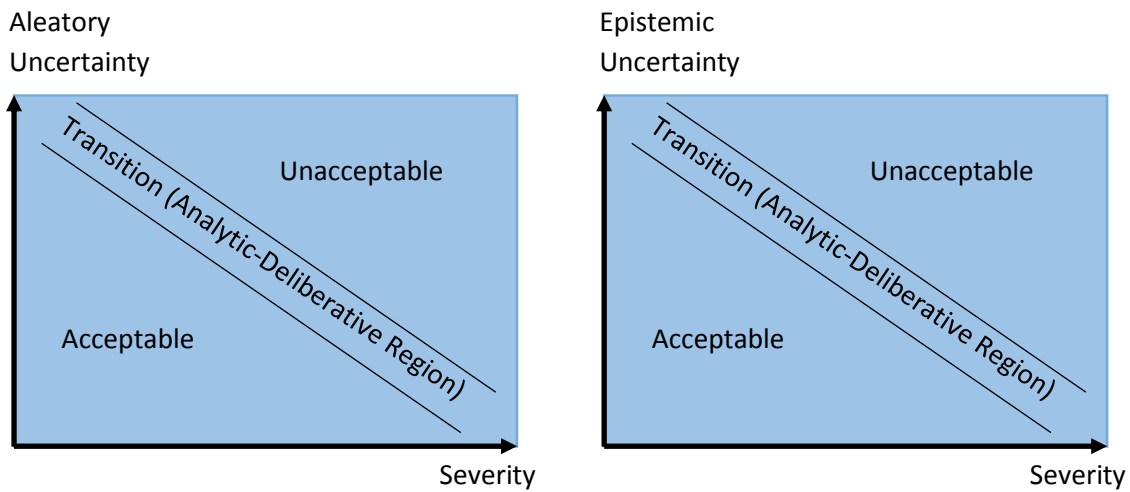 Aleatory
Uncertainty
Transition (Analytic-Deliberative Region)
Unacceptable
Acceptable
Severity
Epistemic
Uncertainty
Transition (Analytic-Deliberative Region)
Unacceptable
Acceptable
Severity